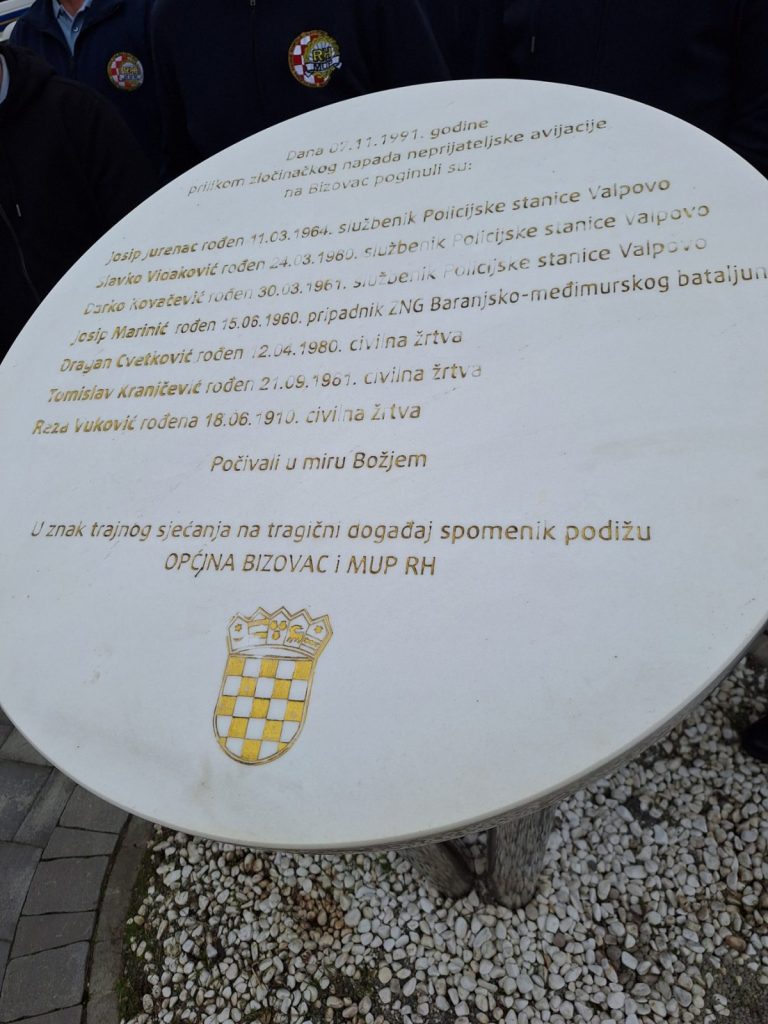 Dana 07.11.1991. godine
prilikom zločinačkog napada neprijateljske avijacije
na Bizovac poginuli su:
Josip Jurenac rođen 11.03.1964. službenik Policijske stanice Valpovo
Slavko Vidaković rođen 24.03.1960. službenik Policijske stanice Valpovo
Darko Kovačević rođen 30.03.1961. službenik Policijske stanice Valpovo
Josip Marinić rođen 15.06.1960. pripadnik ZNG Baranjsko-međimurskog bataljun
Dragan Cvetković rođen 12.04.1980. civilna žrtva
Tomislav Kranjčević rođen 21.09.1961. civilna žrtva
Reza Vuković rođena 18.06.1910. civilna žrtva
Počivali u miru Božjem
U znak trajnog sjećanja na tragični događaj spomenik podižu
OPĆINA BIZOVAC i MUP RH